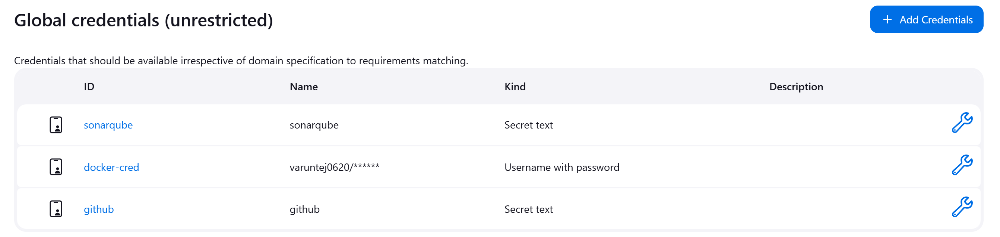 Global credentials (unrestricted)
+ Add Credentials
Credentials that should be available irrespective of domain specification to requirements matching.
ID Name Kind Description
sonarqube sonarqube Secret text
docker-cred varuntej0620/****** Username with password
github github Secret text